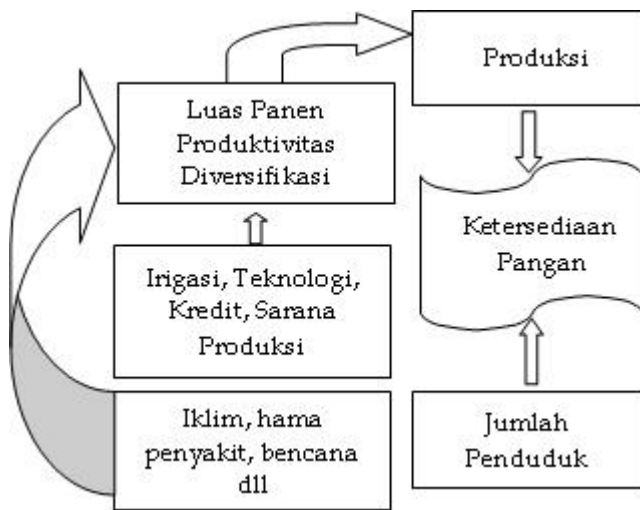 Produksi
Luas Panen
Produktivitas
Diversifikasi
Ketersediaan
Pangan
Irigasi, Teknologi,
Kredit, Sarana
Produksi
Iklim, hama
penyakit, bencana
dll
Jumlah
Penduduk